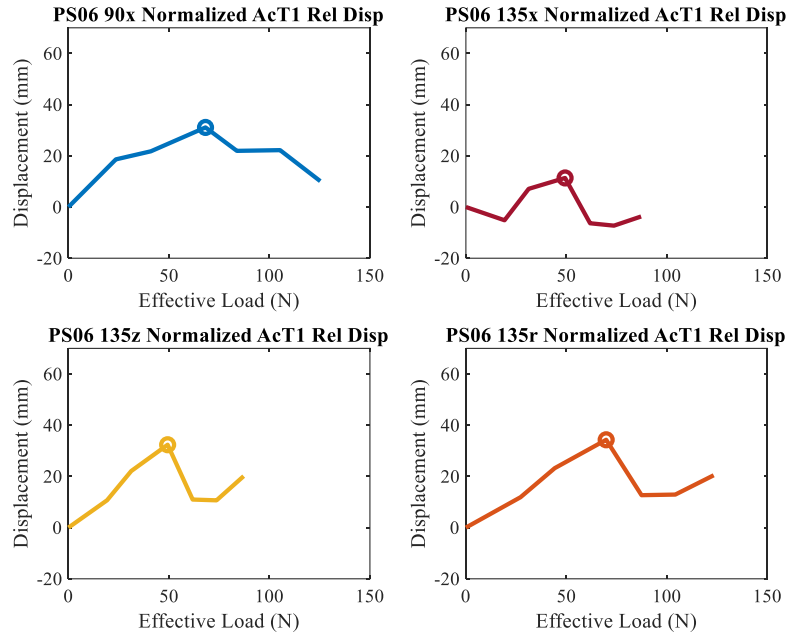 PS06 90x Normalized AcT1 Rel Disp
60
40
20
0
-20
Displacement (mm)
0 50 100 150
Effective Load (N)
PS06 135x Normalized AcT1 Rel Disp
60
40
20
0
-20
Displacement (mm)
0 50 100 150
Effective Load (N)
PS06 135z Normalized AcT1 Rel Disp
60
40
20
0
-20
Displacement (mm)
0 50 100 150
Effective Load (N)
PS06 135r Normalized AcT1 Rel Disp
60
40
20
0
-20
Displacement (mm)
0 50 100 150
Effective Load (N)